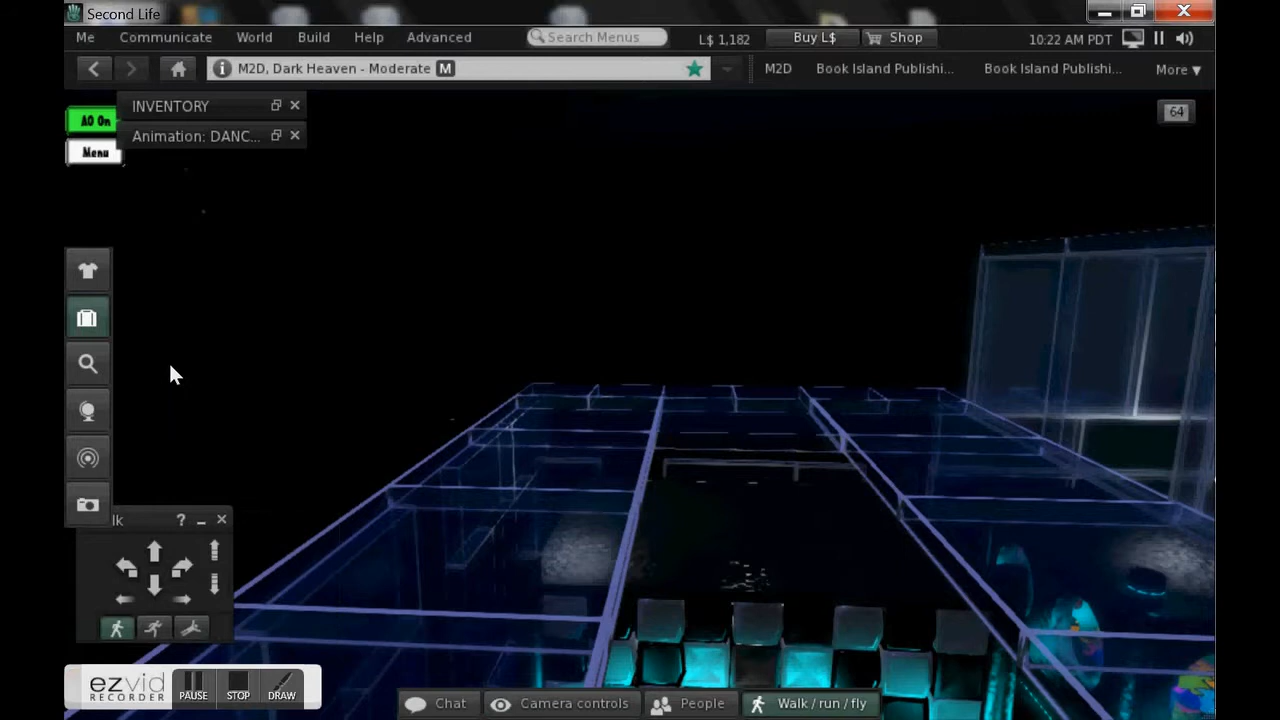 Second Life
Me Communicate World Build Help Advanced Search Menus L$ 1,182 Buy L$ Shop 10:22 AM PDT
M2D, Dark Heaven - Moderate M M2D Book Island Publishi... Book Island Publishi... More ▼
INVENTORY
AO On
Animation: DANC...
Menu
64
lk ?
ezvid
RECORDER
PAUSE STOP DRAW
Chat Camera controls People Walk / run / fly